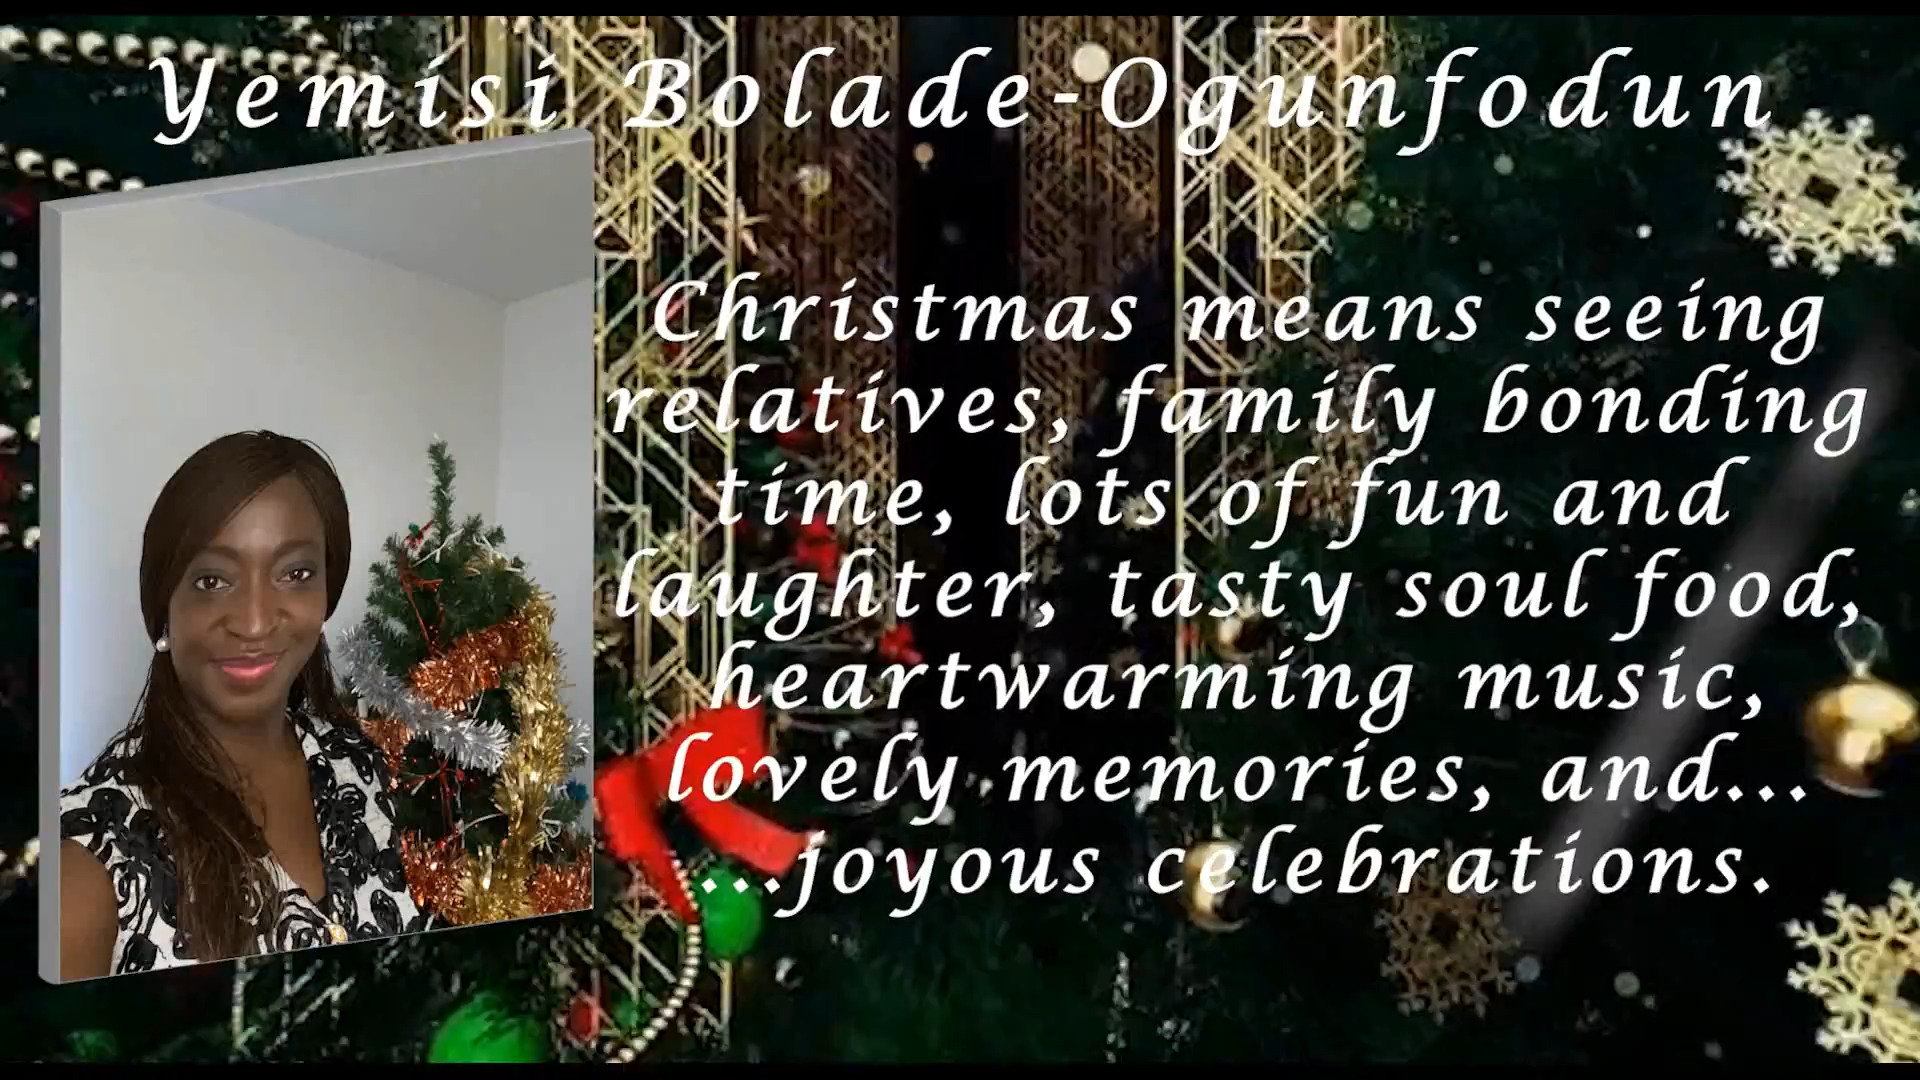 Yemisi Bolade-Ogunfodun
Christmas means seeing
relatives, family bonding
time, lots of fun and
laughter, tasty soul food,
heartwarming music,
lovely memories, and...
...joyous celebrations.